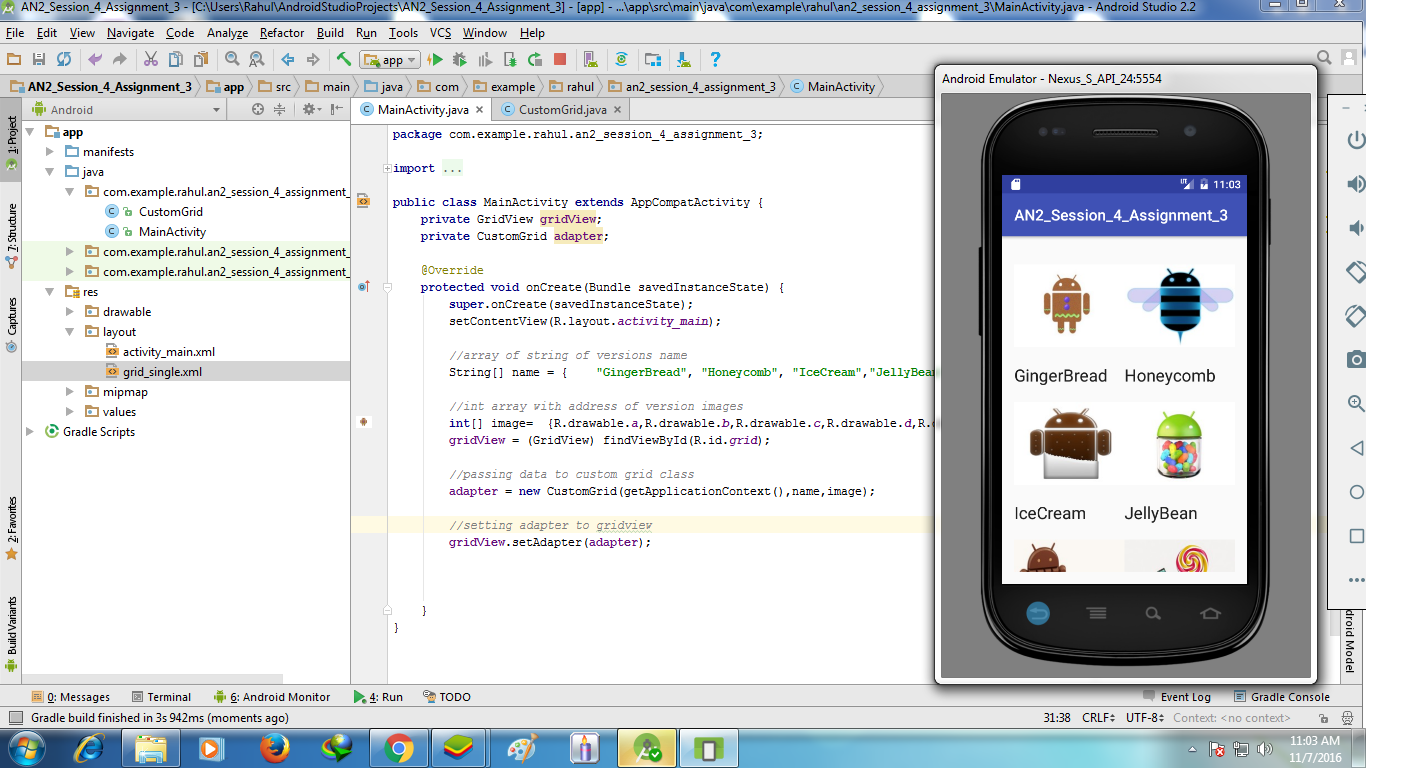 AN2_Session_4_Assignment_3 - [C:\Users\Rahul\AndroidStudioProjects\AN2_Session_4_Assignment_3] - [app] - ...\app\src\main\java\com\example\rahul\an2_session_4_assignment_3\MainActivity.java - Android Studio 2.2
File Edit View Navigate Code Analyze Refactor Build Run Tools VCS Window Help
app
AN2_Session_4_Assignment_3 app src main java com example rahul an2_session_4_assignment_3 MainActivity
Android
MainActivity.java CustomGrid.java
1: Project
7: Structure
Captures
2: Favorites
Build Variants
app
manifests
java
com.example.rahul.an2_session_4_assignment_
CustomGrid
MainActivity
com.example.rahul.an2_session_4_assignment_
com.example.rahul.an2_session_4_assignment_
res
drawable
layout
activity_main.xml
grid_single.xml
mipmap
values
Gradle Scripts
package com.example.rahul.an2_session_4_assignment_3;
import ...
public class MainActivity extends AppCompatActivity {
private GridView gridView;
private CustomGrid adapter;
@Override
protected void onCreate(Bundle savedInstanceState) {
super.onCreate(savedInstanceState);
setContentView(R.layout.activity_main);
//array of string of versions name
String[] name = { "GingerBread", "Honeycomb", "IceCream","JellyBean
//int array with address of version images
int[] image= {R.drawable.a,R.drawable.b,R.drawable.c,R.drawable.d,R.d
gridView = (GridView) findViewById(R.id.grid);
//passing data to custom grid class
adapter = new CustomGrid(getApplicationContext(),name,image);
//setting adapter to gridview
gridView.setAdapter(adapter);
}
}
Android Emulator - Nexus_S_API_24:5554
LTE 11:03
AN2_Session_4_Assignment_3
GingerBread Honeycomb
IceCream JellyBean
droid Model
0: Messages Terminal 6: Android Monitor 4: Run TODO Event Log Gradle Console
Gradle build finished in 3s 942ms (moments ago) 31:38 CRLF UTF-8 Context: <no context>
11:03 AM
11/7/2016